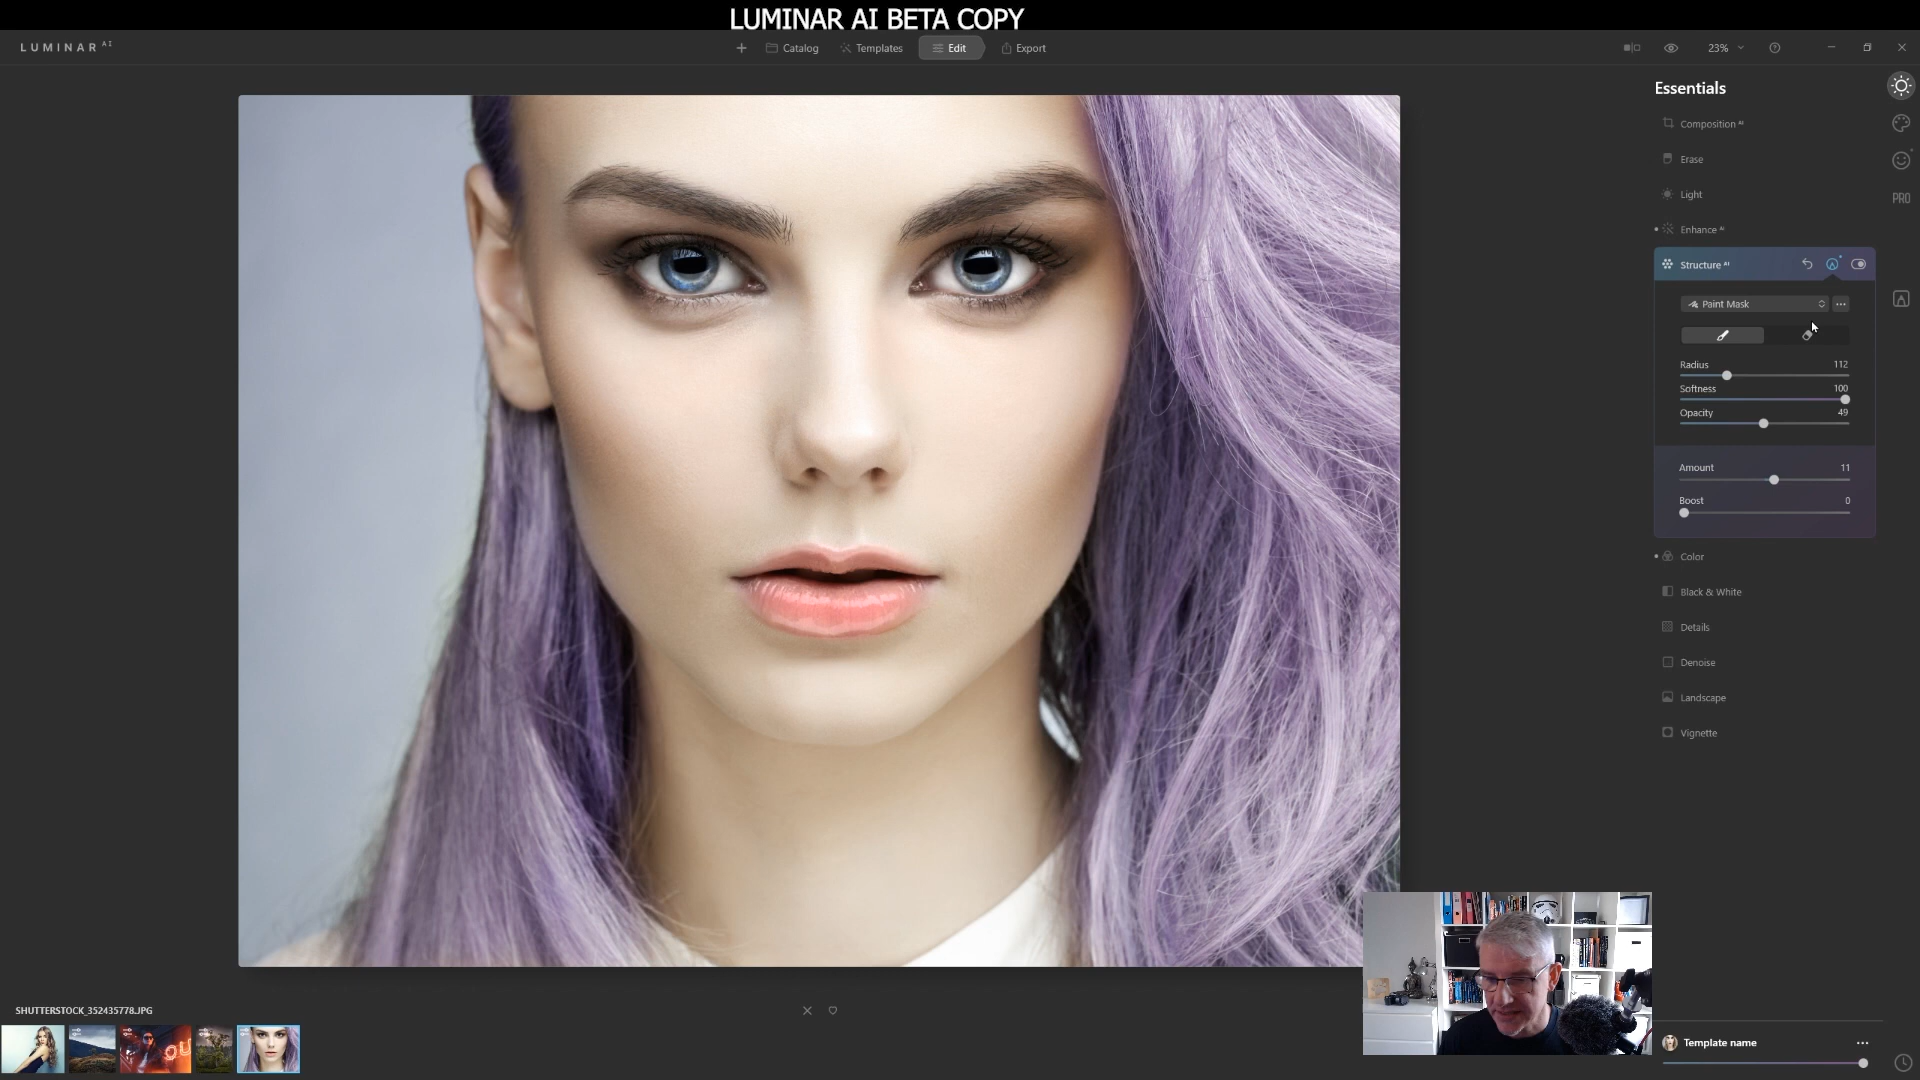 LUMINAR AI BETA COPY
LUMINAR AI
Catalog
Templates
Edit
Export
23%
Essentials
Composition AI
Erase
Light
PRO
Enhance AI
Structure AI
Paint Mask
Radius 112
Softness 100
Opacity 49
Amount 11
Boost 0
Color
Black & White
Details
Denoise
Landscape
Vignette
SHUTTERSTOCK_352435778.JPG
OU
Template name